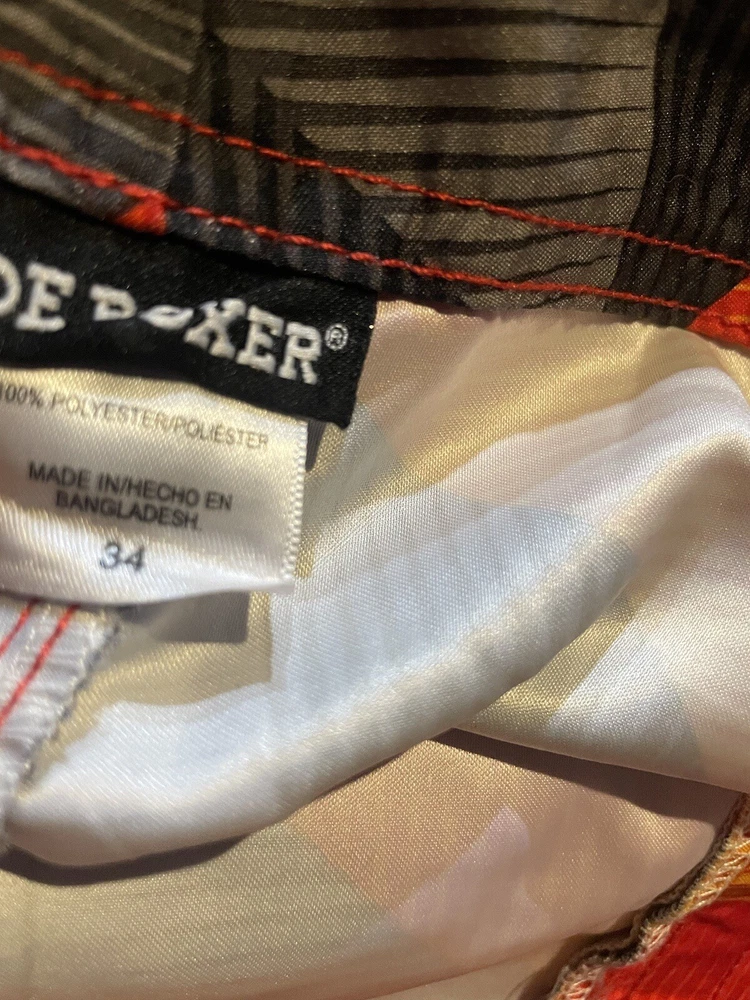 DE BOXER®
100% POLYESTER/POLIÉSTER
MADE IN/HECHO EN
BANGLADESH.
34